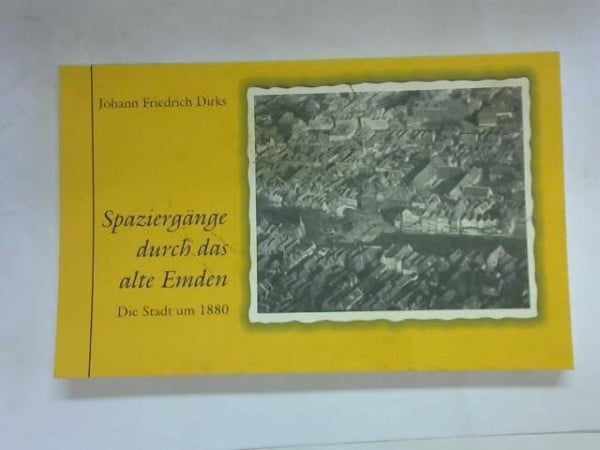 Johann Friedrich Dirks
Spaziergänge
durch das
alte Emden
Die Stadt um 1880